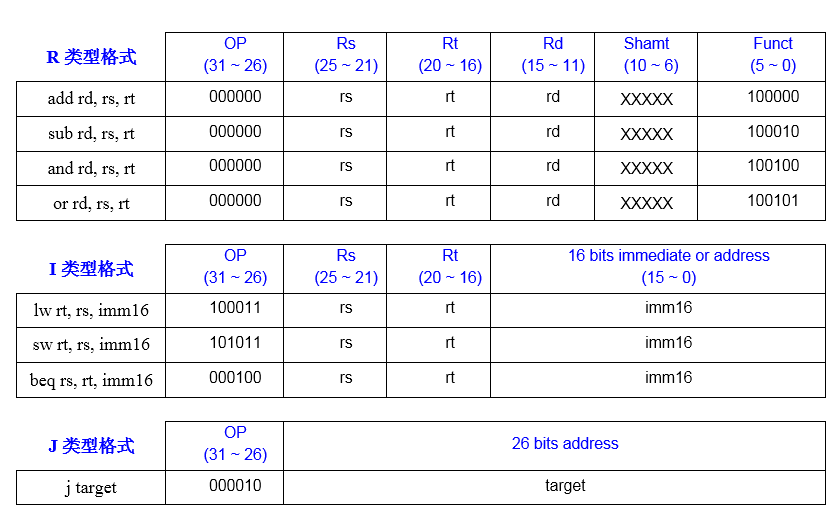 R 类型格式 OP (31 ~ 26) Rs (25 ~ 21) Rt (20 ~ 16) Rd (15 ~ 11) Shamt (10 ~ 6) Funct (5 ~ 0)
add rd, rs, rt 000000 rs rt rd XXXXX 100000
sub rd, rs, rt 000000 rs rt rd XXXXX 100010
and rd, rs, rt 000000 rs rt rd XXXXX 100100
or rd, rs, rt 000000 rs rt rd XXXXX 100101
I 类型格式 OP (31 ~ 26) Rs (25 ~ 21) Rt (20 ~ 16) 16 bits immediate or address (15 ~ 0)
lw rt, rs, imm16 100011 rs rt imm16
sw rt, rs, imm16 101011 rs rt imm16
beq rs, rt, imm16 000100 rs rt imm16
J 类型格式 OP (31 ~ 26) 26 bits address
j target 000010 target